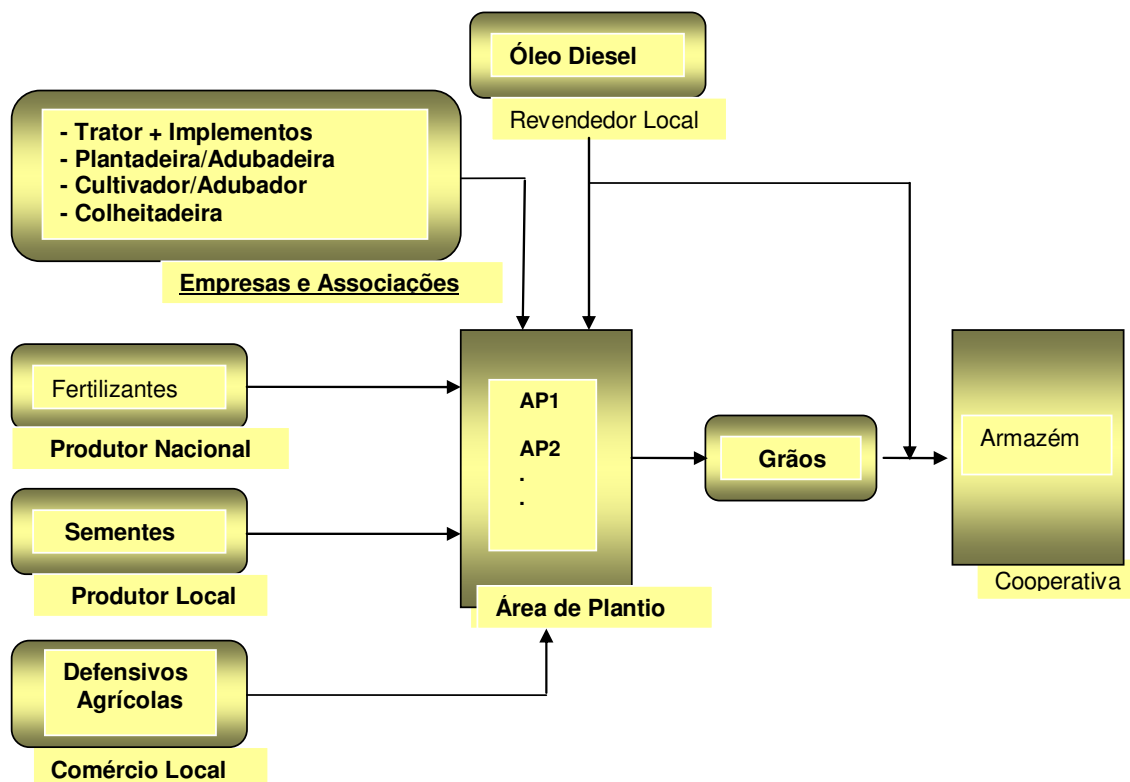 Óleo Diesel
Revendedor Local
- Trator + Implementos
- Plantadeira/Adubadeira
- Cultivador/Adubador
- Colheitadeira
Empresas e Associações
Fertilizantes
Produtor Nacional
Sementes
Produtor Local
Defensivos
Agrícolas
Comércio Local
AP1
AP2
.
.
Área de Plantio
Grãos
Armazém
Cooperativa